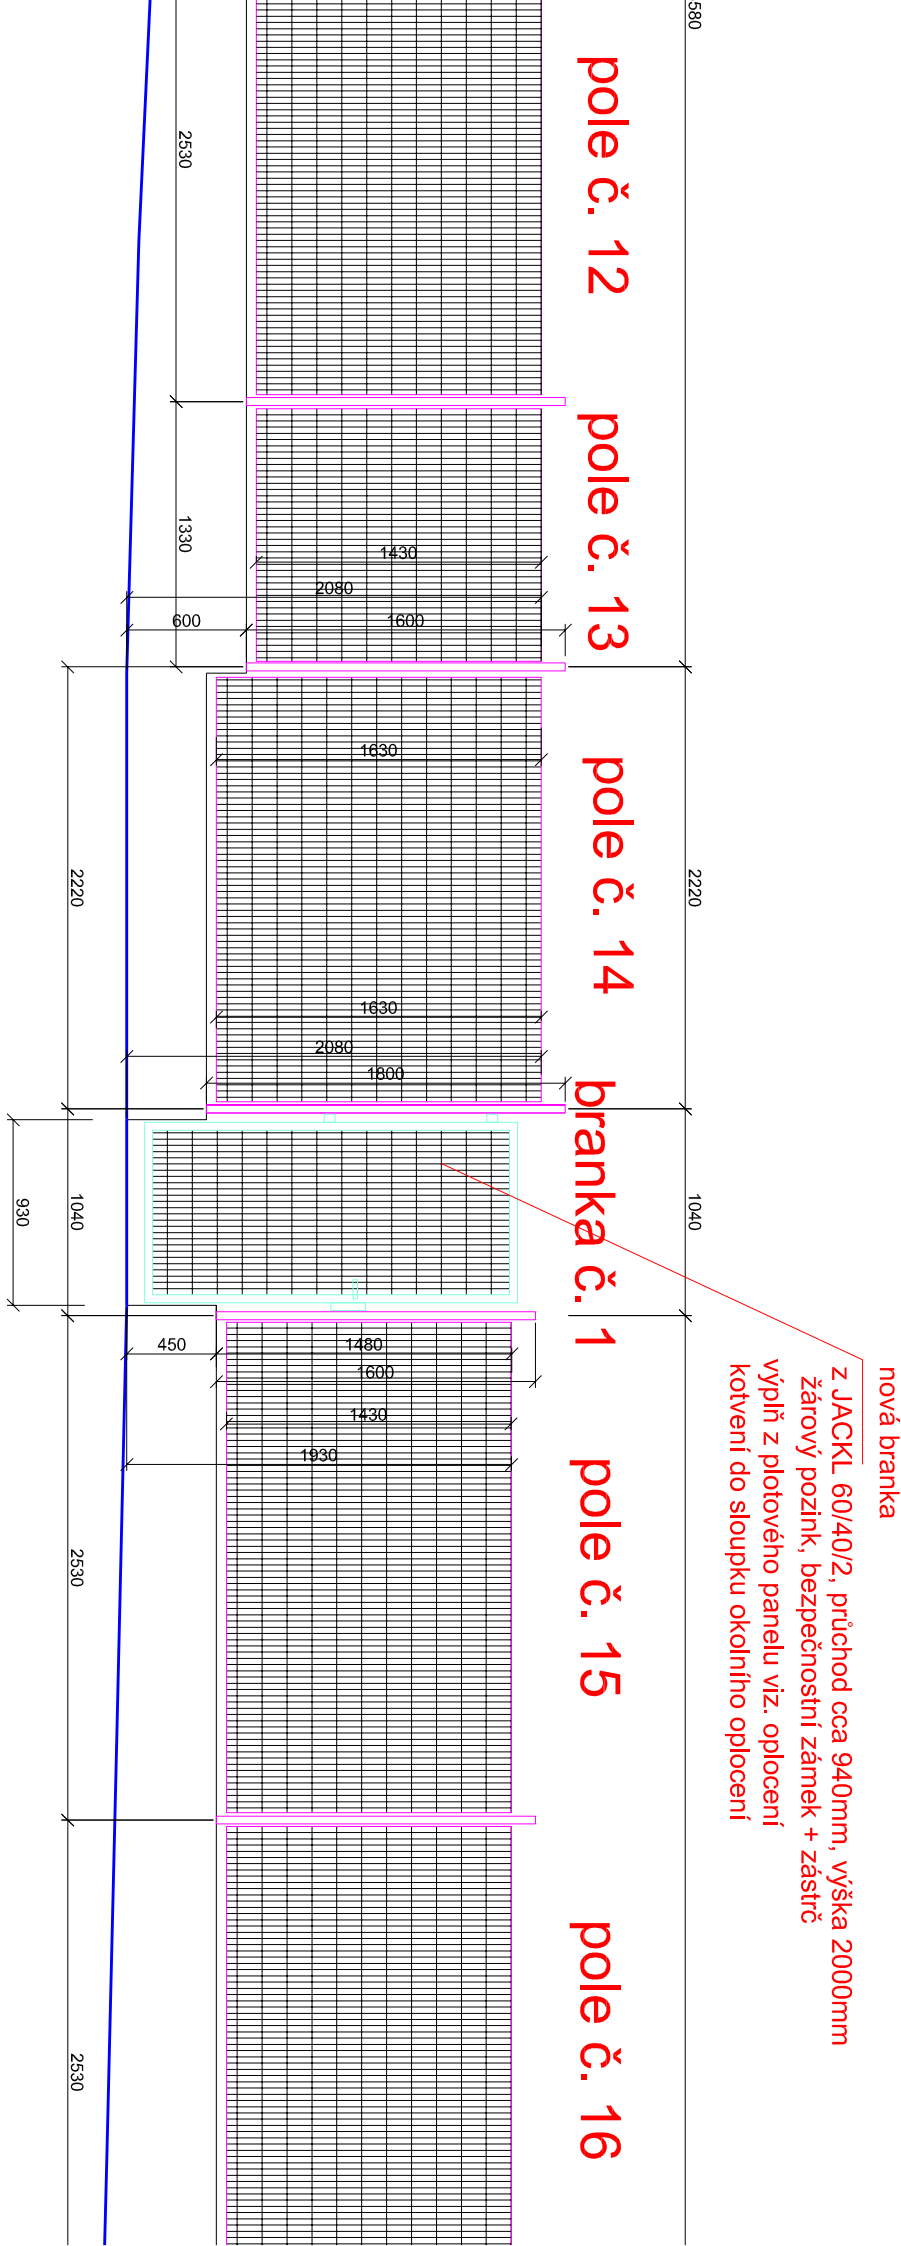 580
pole č. 12
pole č. 13
pole č. 14
branka č. 1
pole č. 15
pole č. 16
nová branka
z JACKL 60/40/2, průchod cca 940mm, výška 2000mm
žárový pozink, bezpečnostní zámek + zástrč
výplň z plotového panelu viz. oplocení
kotvení do sloupku okolního oplocení
2220
1040
2530
1330
1430
2080
600
1600
1630
1630
2080
1800
450
1480
1600
1430
1930
2220
1040
930
2530
2530